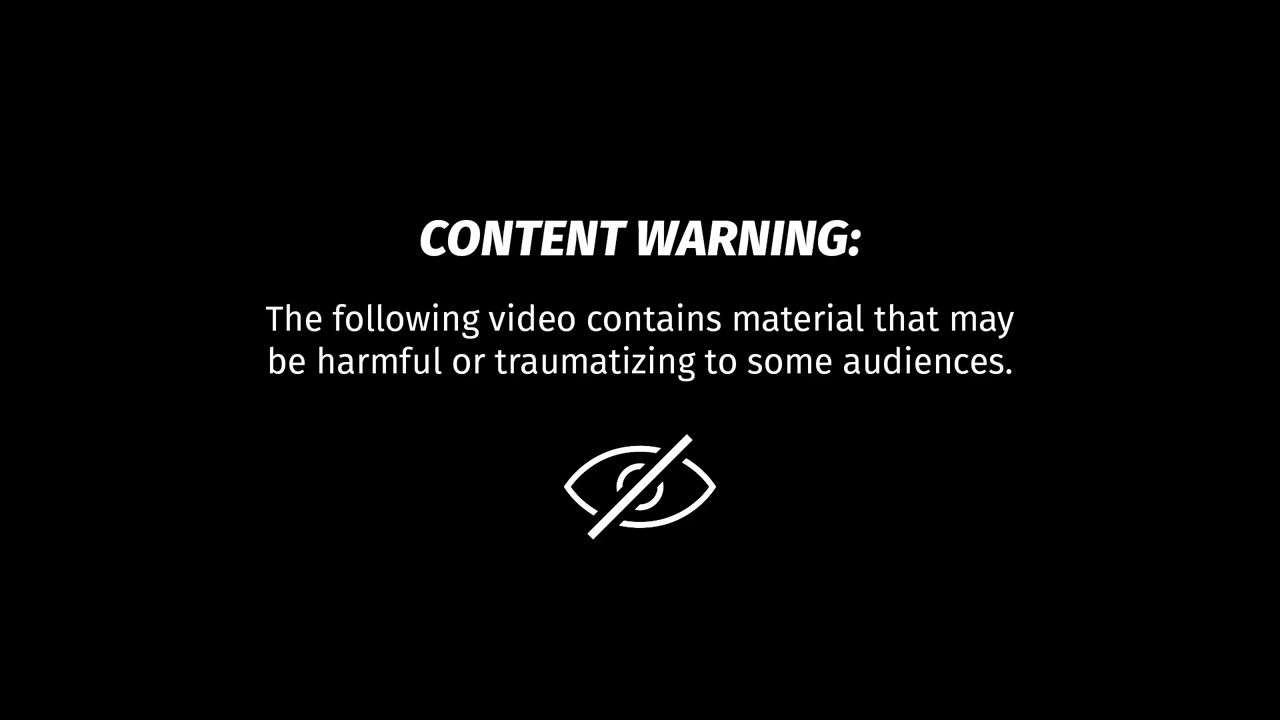 CONTENT WARNING:
The following video contains material that may
be harmful or traumatizing to some audiences.